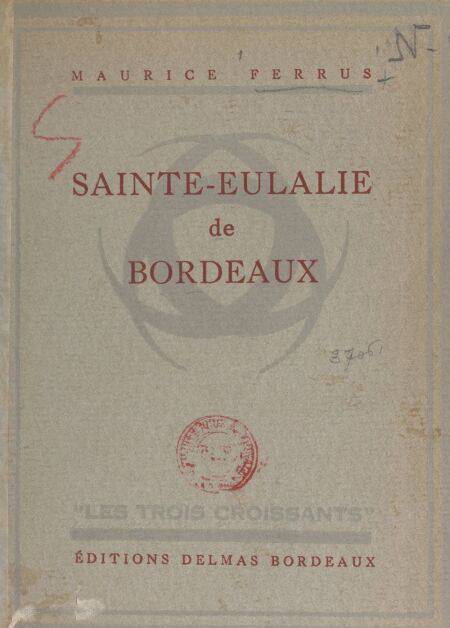 MAURICE FERRUS
N.
SAINTE-EULALIE
de
BORDEAUX
"LES TROIS CROISSANTS"
ÉDITIONS DELMAS BORDEAUX